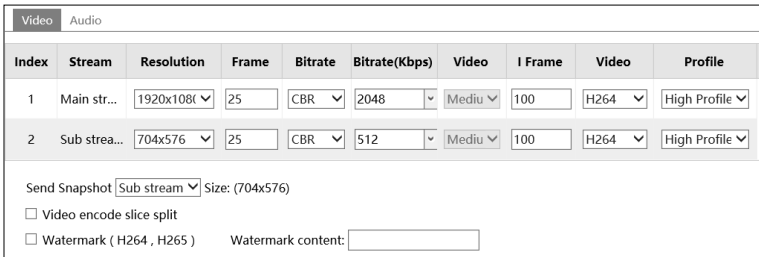 Video Audio
Index Stream Resolution Frame Bitrate Bitrate(Kbps) Video I Frame Video Profile
1 Main str... 1920x108( 25 CBR 2048 Mediu 100 H264 High Profile
2 Sub strea... 704x576 25 CBR 512 Mediu 100 H264 High Profile
Send Snapshot Sub stream Size: (704x576)
Video encode slice split
Watermark ( H264 , H265 ) Watermark content: